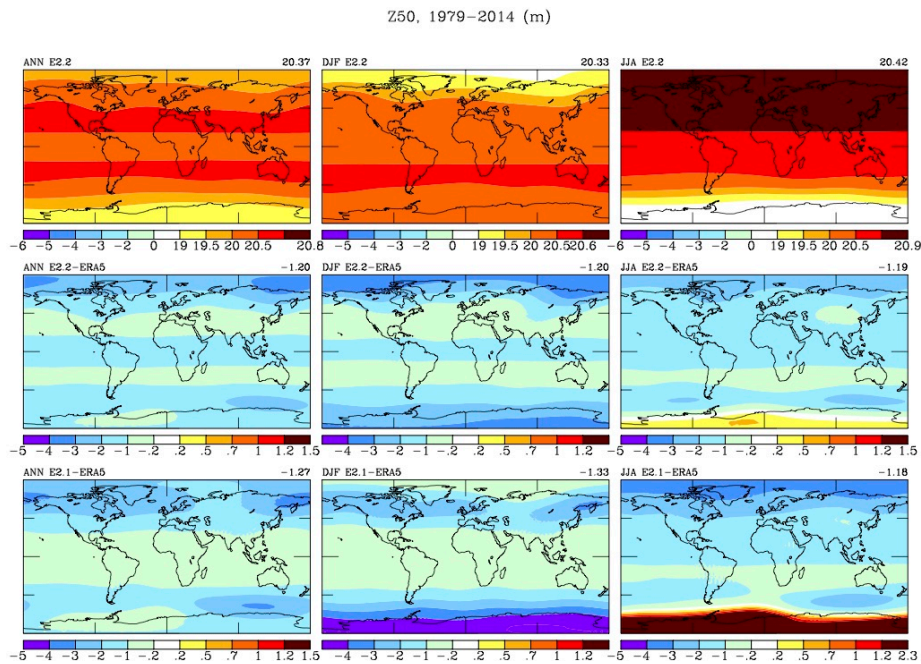 Z50, 1979−2014 (m)
ANN E2.2 20.37 DJF E2.2 20.33 JJA E2.2 20.42
−6 −5 −4 −3 −2 0 19 19.5 20 20.5 20.8 −5 −4 −3 −2 0 19 19.5 20 20.5 20.6 −6 −5 −4 −3 −2 0 19 19.5 20 20.5 20.9
ANN E2.2−ERA5 −1.20 DJF E2.2−ERA5 −1.20 JJA E2.2−ERA5 −1.19
−4 −3 −2 −1 −.2 .2 .5 .7 1 1.2 1.5 −4 −3 −2 −1 −.2 .2 .5 .7 1 1.2 −4 −3 −2 −1 −.2 .2 .5 .7 1 1.2 1.5
ANN E2.1−ERA5 −1.27 DJF E2.1−ERA5 −1.33 JJA E2.1−ERA5 −1.18
−4 −3 −2 −1 −.2 .2 .5 .7 1 1.2 1.5 −5 −4 −3 −2 −1 −.2 .2 .5 .7 1 1.2 −4 −3 −2 −1 −.2 .2 .5 .7 1 1.2 2.3